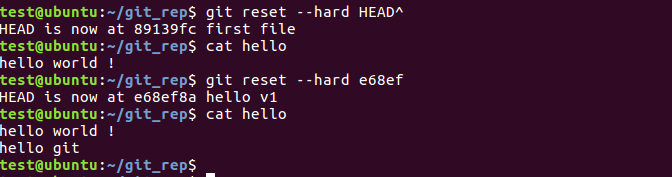 test@ubuntu:~/git_rep$ git reset --hard HEAD^
HEAD is now at 89139fc first file
test@ubuntu:~/git_rep$ cat hello
hello world !
test@ubuntu:~/git_rep$ git reset --hard e68ef
HEAD is now at e68ef8a hello v1
test@ubuntu:~/git_rep$ cat hello
hello world !
hello git
test@ubuntu:~/git_rep$